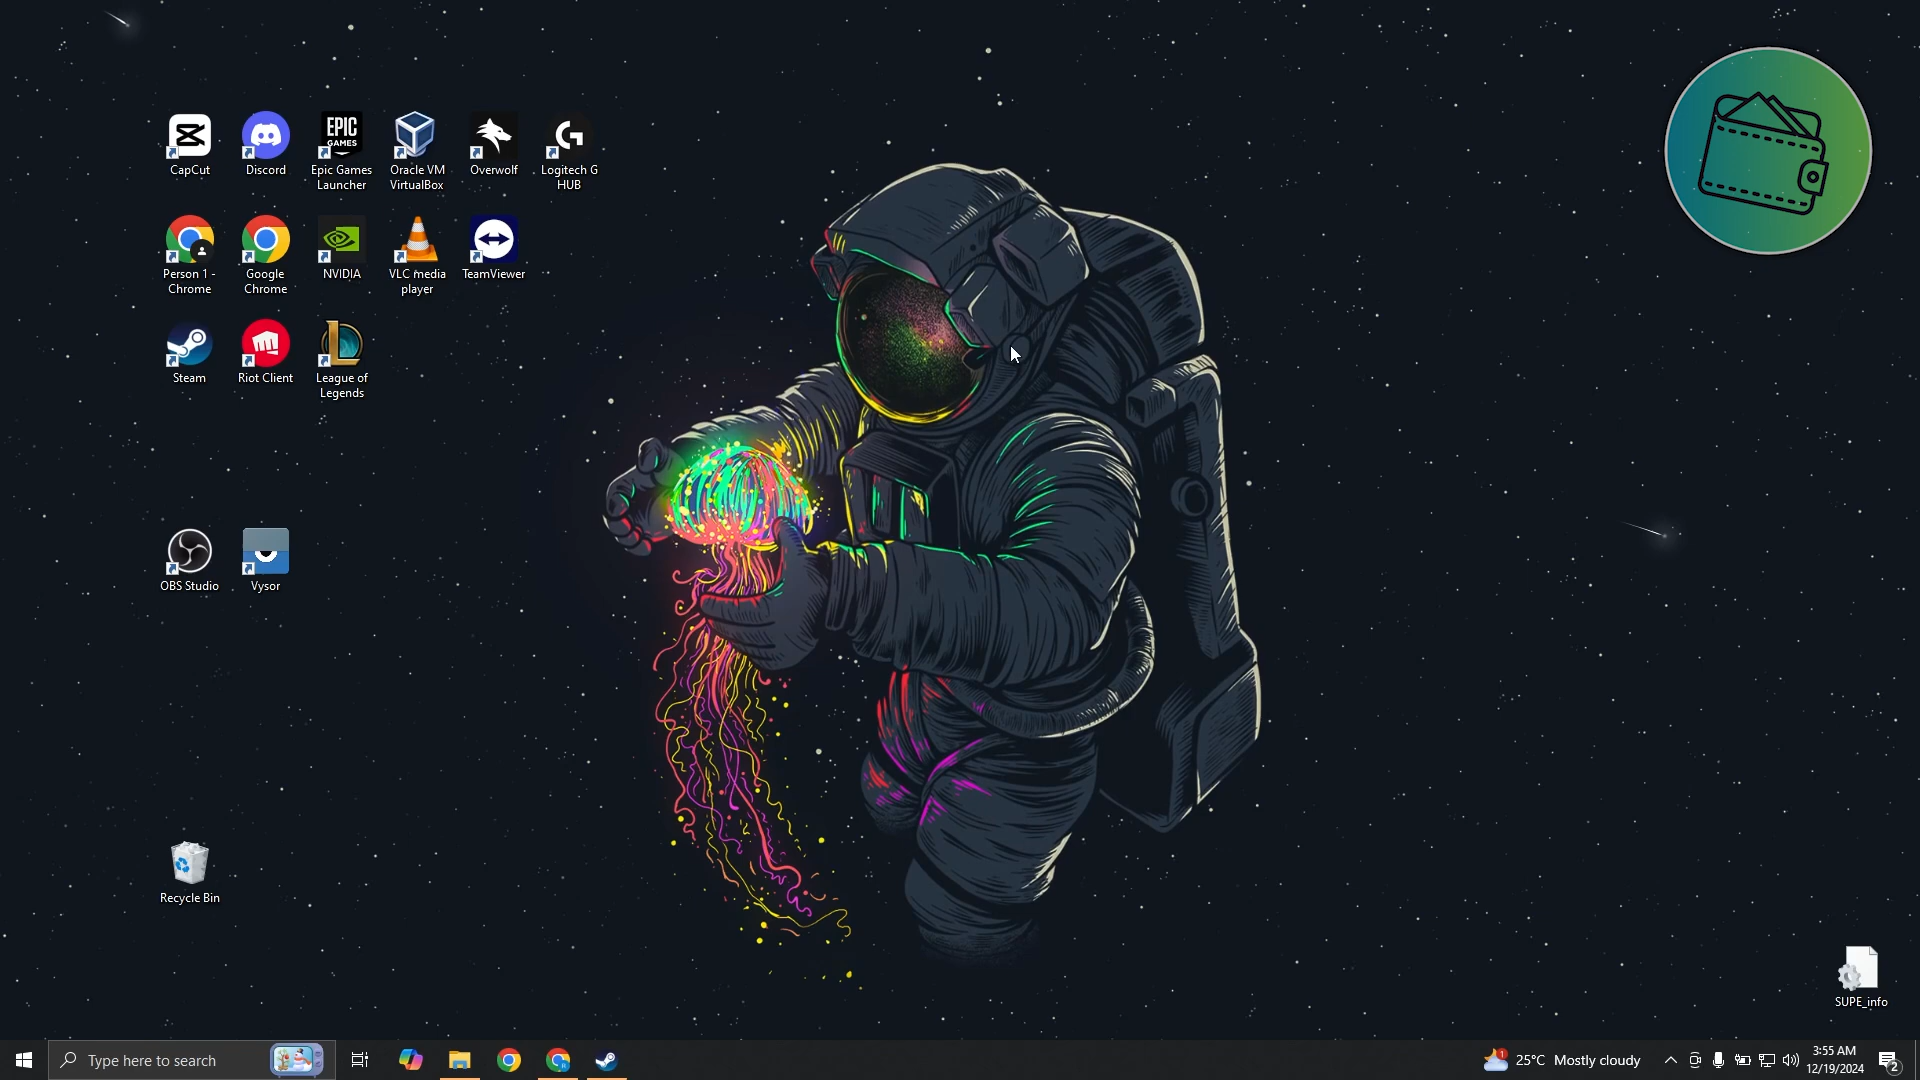 CapCut
Discord
EPIC
GAMES
Epic Games
Launcher
Oracle VM
VirtualBox
Overwolf
Logitech G
HUB
Person 1 -
Chrome
Google
Chrome
NVIDIA
VLC media
player
TeamViewer
Steam
Riot Client
League of
Legends
OBS Studio
Vysor
Recycle Bin
SUPE_info
Type here to search
1
25°C Mostly cloudy
3:55 AM
12/19/2024
2